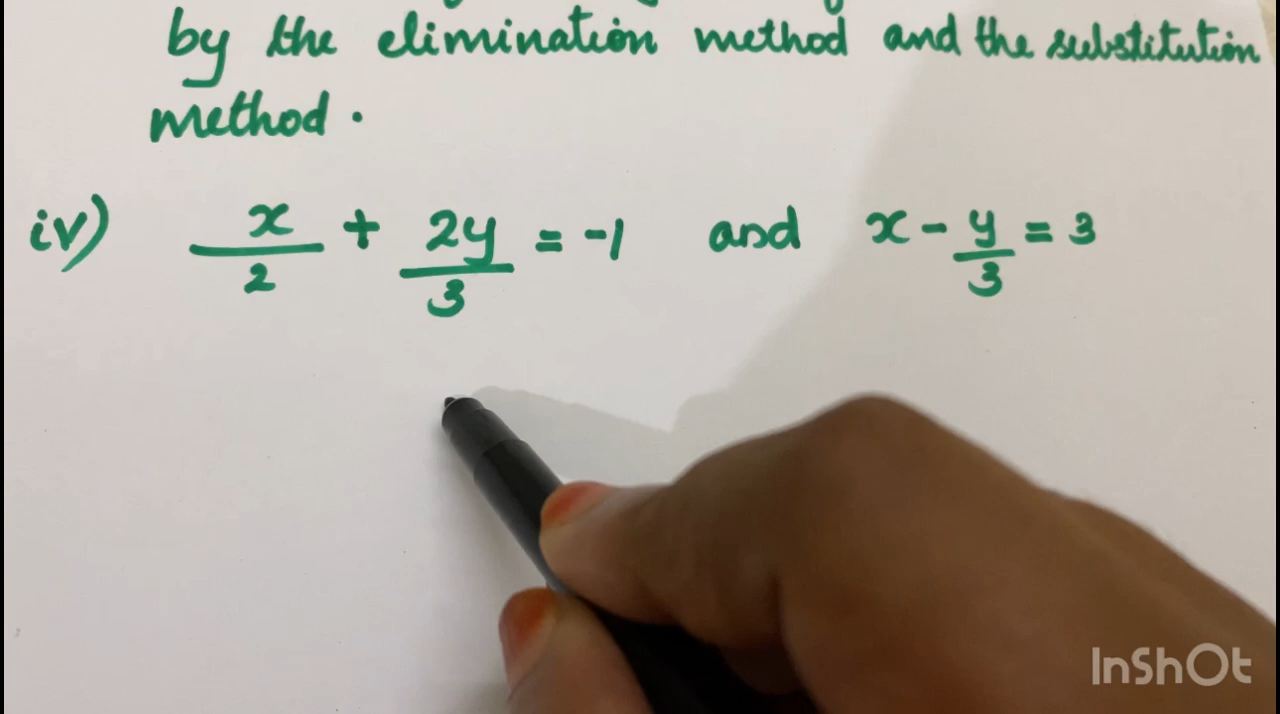 by the elimination method and the substitution
method.
iv) x/2 + 2y/3 = -1 and x - y/3 = 3
InShOt